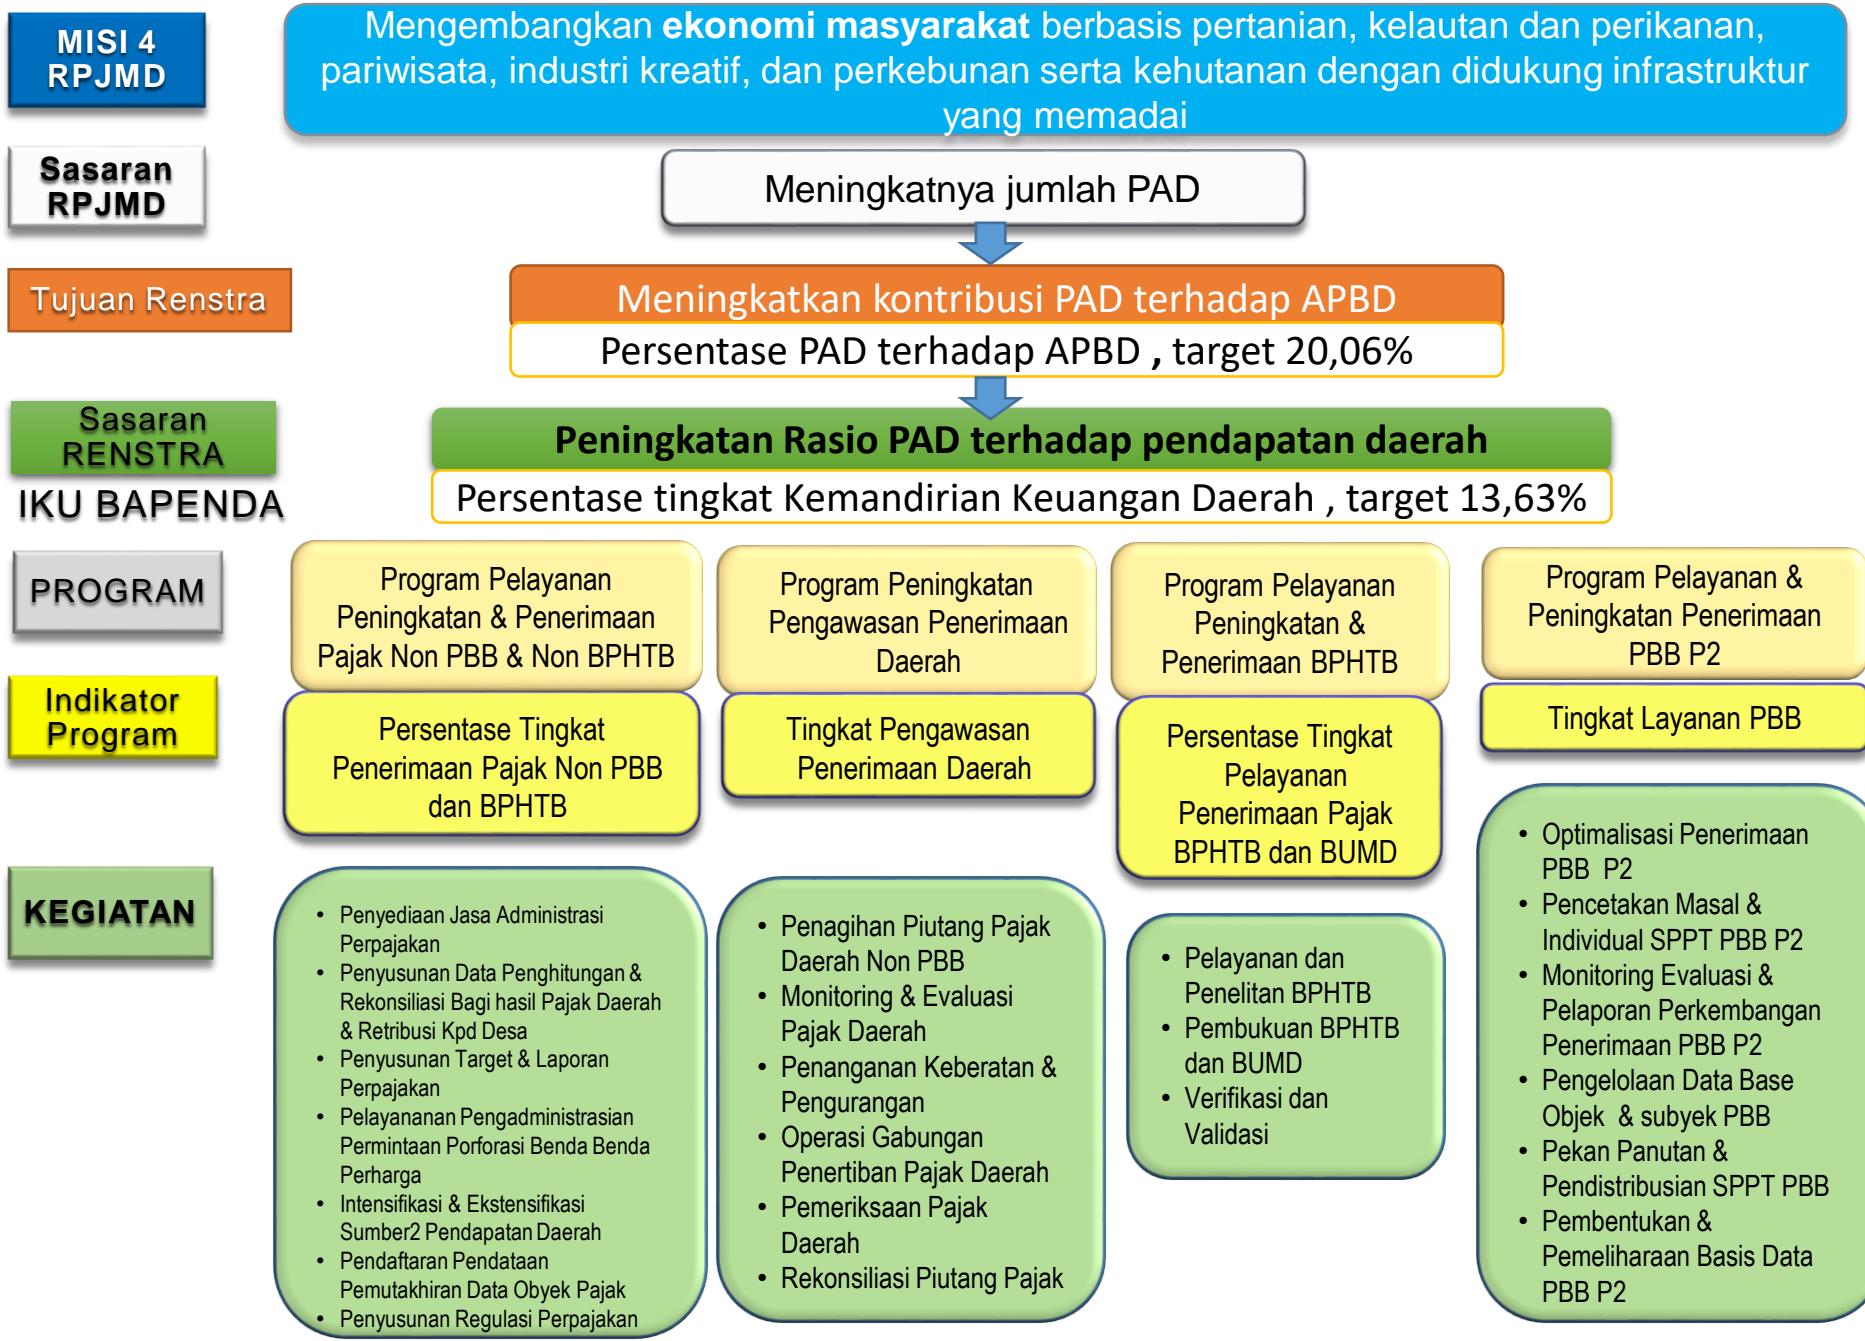 MISI 4
RPJMD
Mengembangkan ekonomi masyarakat berbasis pertanian, kelautan dan perikanan,
pariwisata, industri kreatif, dan perkebunan serta kehutanan dengan didukung infrastruktur
yang memadai
Sasaran
RPJMD
Meningkatnya jumlah PAD
Tujuan Renstra
Meningkatkan kontribusi PAD terhadap APBD
Persentase PAD terhadap APBD , target 20,06%
Sasaran
RENSTRA
IKU BAPENDA
Peningkatan Rasio PAD terhadap pendapatan daerah
Persentase tingkat Kemandirian Keuangan Daerah , target 13,63%
PROGRAM
Program Pelayanan
Peningkatan & Penerimaan
Pajak Non PBB & Non BPHTB
Program Peningkatan
Pengawasan Penerimaan
Daerah
Program Pelayanan
Peningkatan &
Penerimaan BPHTB
Program Pelayanan &
Peningkatan Penerimaan
PBB P2
Indikator
Program
Persentase Tingkat
Penerimaan Pajak Non PBB
dan BPHTB
Tingkat Pengawasan
Penerimaan Daerah
Persentase Tingkat
Pelayanan
Penerimaan Pajak
BPHTB dan BUMD
Tingkat Layanan PBB
KEGIATAN
• Penyediaan Jasa Administrasi
Perpajakan
• Penyusunan Data Penghitungan &
Rekonsiliasi Bagi hasil Pajak Daerah
& Retribusi Kpd Desa
• Penyusunan Target & Laporan
Perpajakan
• Pelayananan Pengadministrasian
Permintaan Porforasi Benda Benda
Perharga
• Intensifikasi & Ekstensifikasi
Sumber2 Pendapatan Daerah
• Pendaftaran Pendataan
Pemutakhiran Data Obyek Pajak
• Penyusunan Regulasi Perpajakan
• Penagihan Piutang Pajak
Daerah Non PBB
• Monitoring & Evaluasi
Pajak Daerah
• Penanganan Keberatan &
Pengurangan
• Operasi Gabungan
Penertiban Pajak Daerah
• Pemeriksaan Pajak
Daerah
• Rekonsiliasi Piutang Pajak
• Pelayanan dan
Penelitan BPHTB
• Pembukuan BPHTB
dan BUMD
• Verifikasi dan
Validasi
• Optimalisasi Penerimaan
PBB P2
• Pencetakan Masal &
Individual SPPT PBB P2
• Monitoring Evaluasi &
Pelaporan Perkembangan
Penerimaan PBB P2
• Pengelolaan Data Base
Objek & subyek PBB
• Pekan Panutan &
Pendistribusian SPPT PBB
• Pembentukan &
Pemeliharaan Basis Data
PBB P2